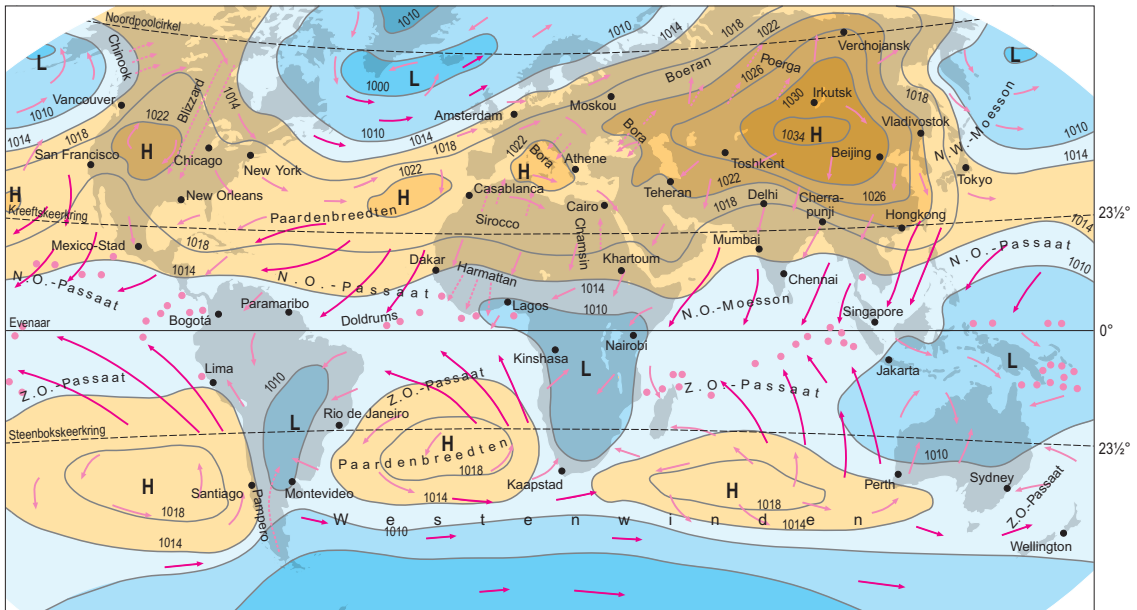 Noordpoolcirkel
1010
1010
1014
1018
1022
Verchojansk
L
Chinook
Vancouver
1010
1014
1018
Blizzard
1014
1022
H
San Francisco
Chicago
New York
New Orleans
L
1000
1010
1014
1018
1022
Amsterdam
Moskou
Boeran
Poerga
1026
1030
Irkutsk
1034
H
Vladivostok
Beijing
1018
L
N.W.-Moesson
1010
1014
Tokyo
H
Kreeftskeerkring
Paardenbreedten
H
Casablanca
1022
Bora
H
Athene
Bora
Teheran
Toshkent
1022
1018
Delhi
Cherra-
punji
1026
Hongkong
23½°
1014
Mexico-Stad
1018
1014
N.O.-Passaat
N.O.-Passaat
Sirocco
Cairo
Chamsin
Dakar
Harmattan
Khartoum
1014
1010
Mumbai
Chennai
N.O.-Moesson
N.O.-Passaat
1010
Bogotá
Paramaribo
Doldrums
Lagos
Singapore
Evenaar
0°
Nairobi
Kinshasa
L
Jakarta
L
Lima
Z.O.-Passaat
1010
L
Z.O.-Passaat
Z.O.-Passaat
Rio de Janeiro
Steenbokskeerkring
H
Paardenbreedten
1018
1014
1010
23½°
H
1018
1014
Santiago
Pampero
Montevideo
Kaapstad
H
1018
1014
Perth
Sydney
Z.O.-Passaat
Westenwinden
1010
Wellington